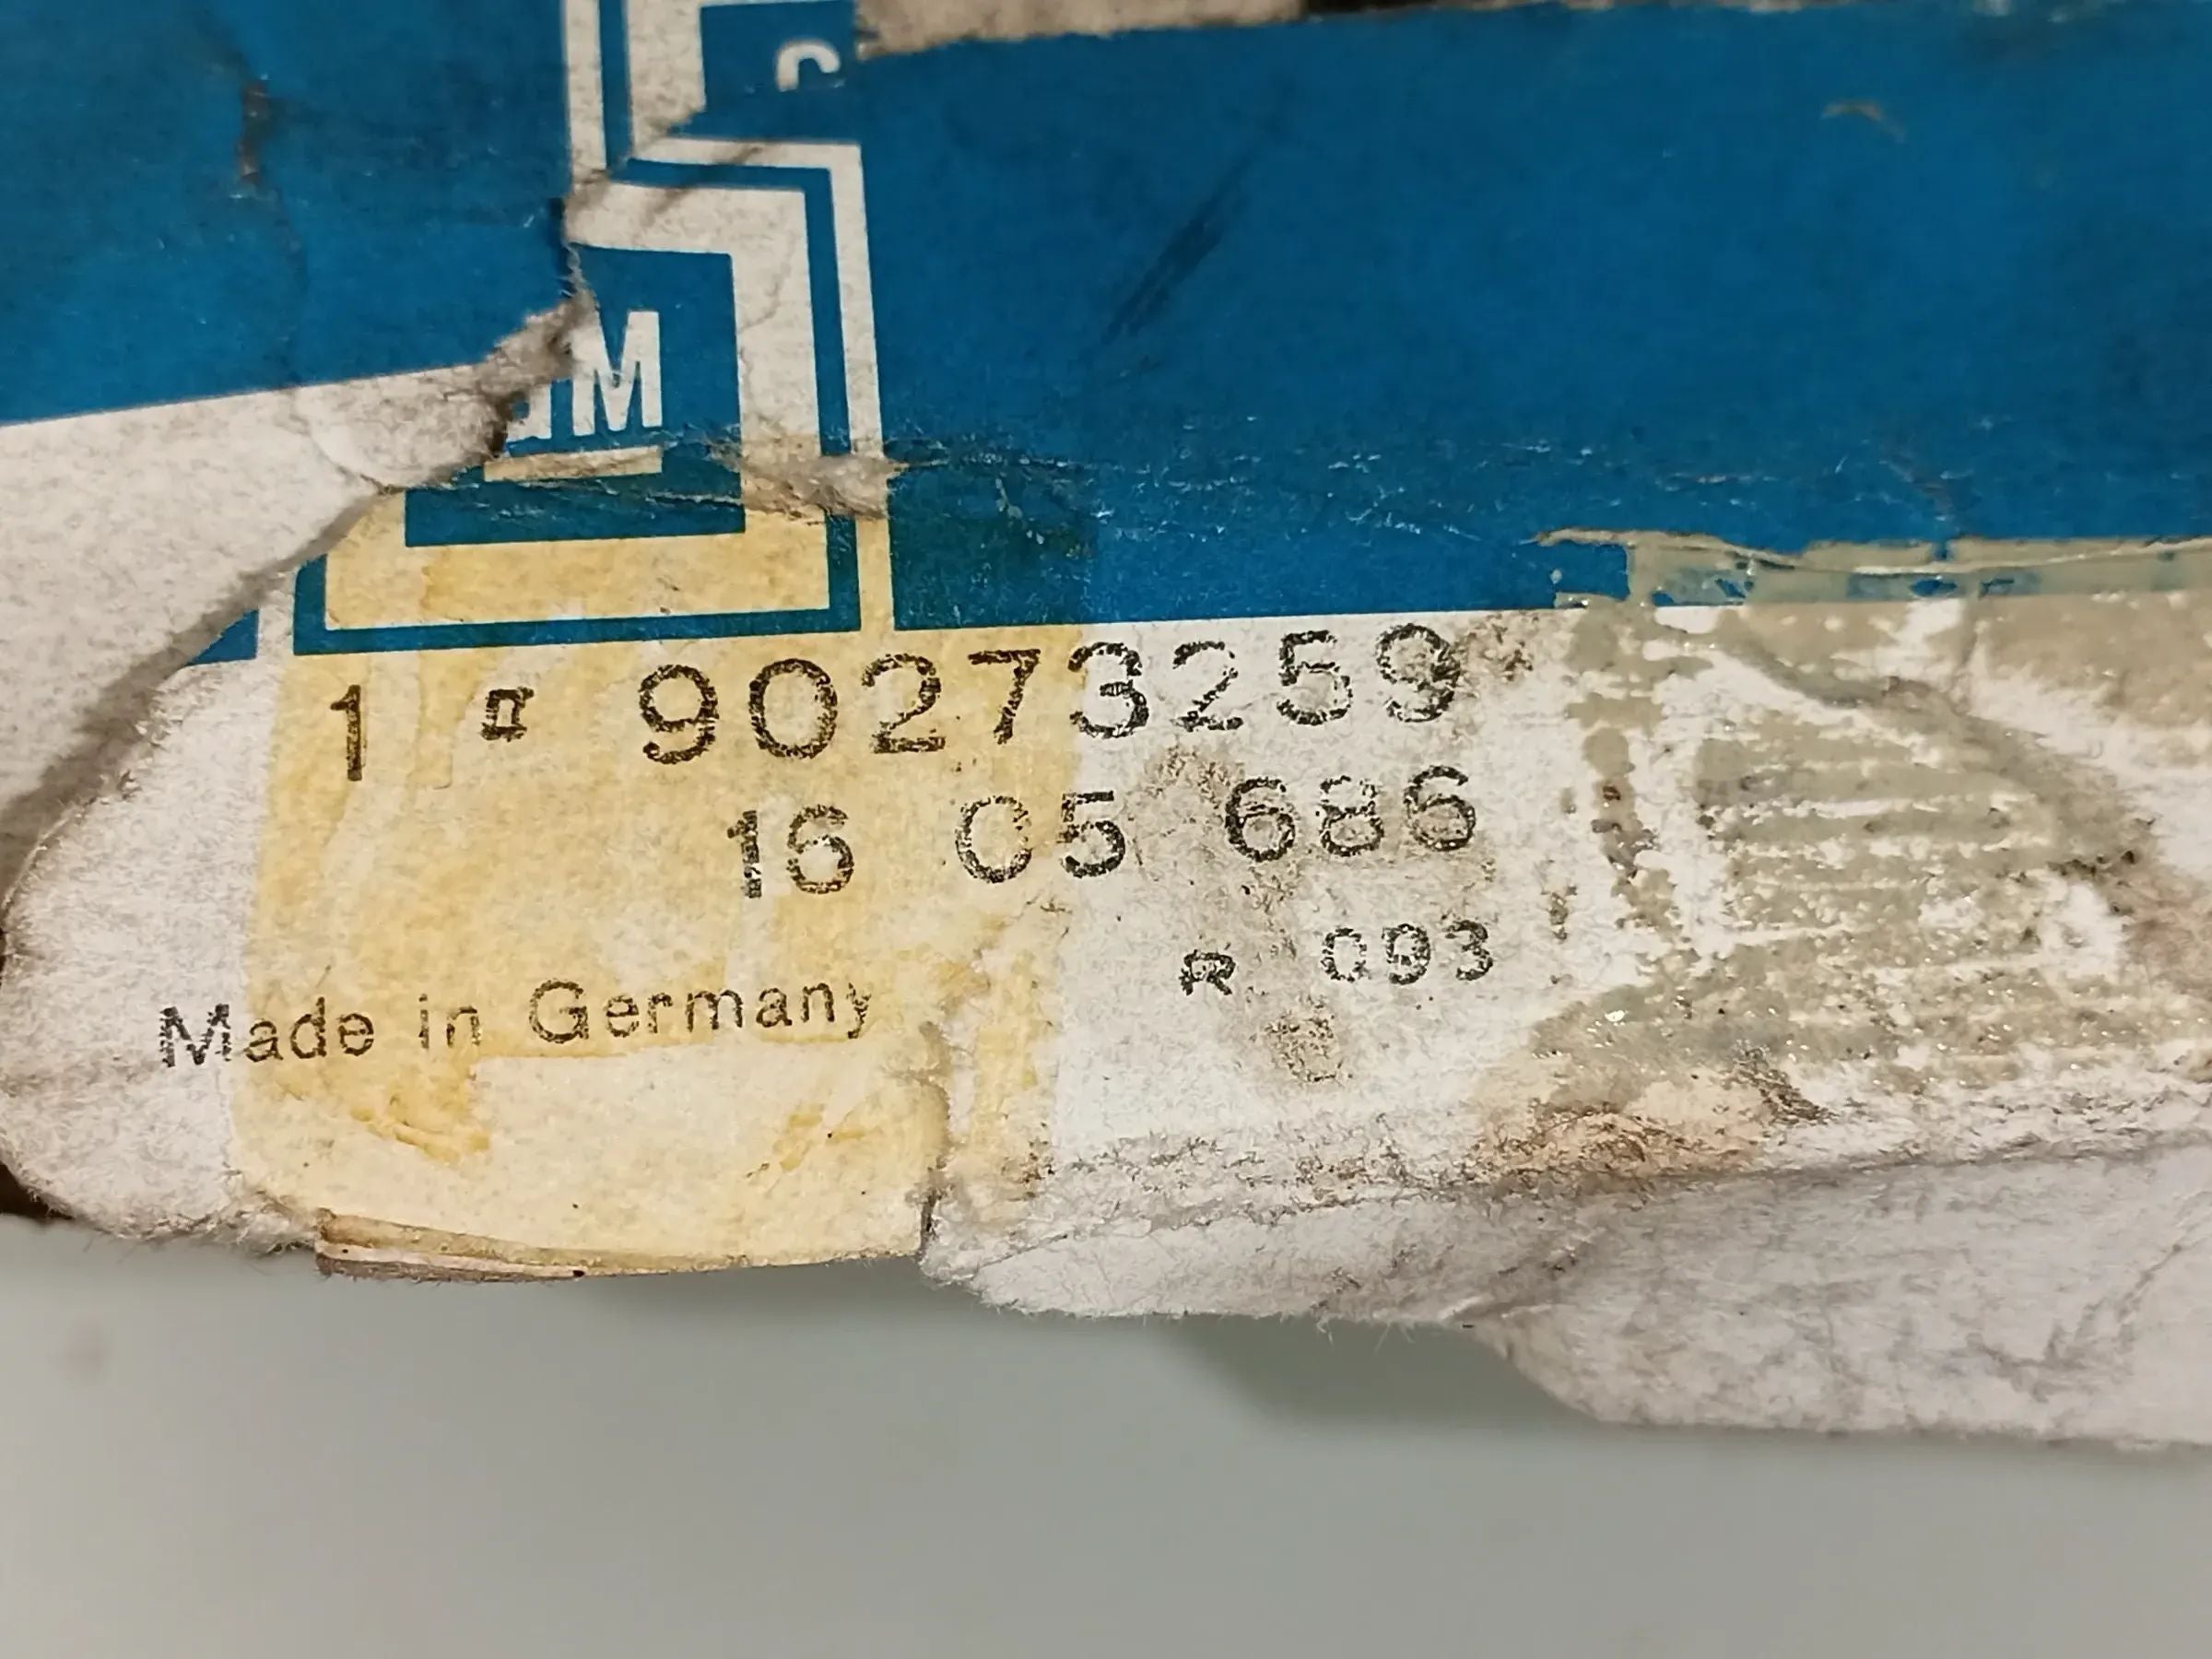 GM
1 ¤ 90273259
16 05 686
R 093
Made in Germany